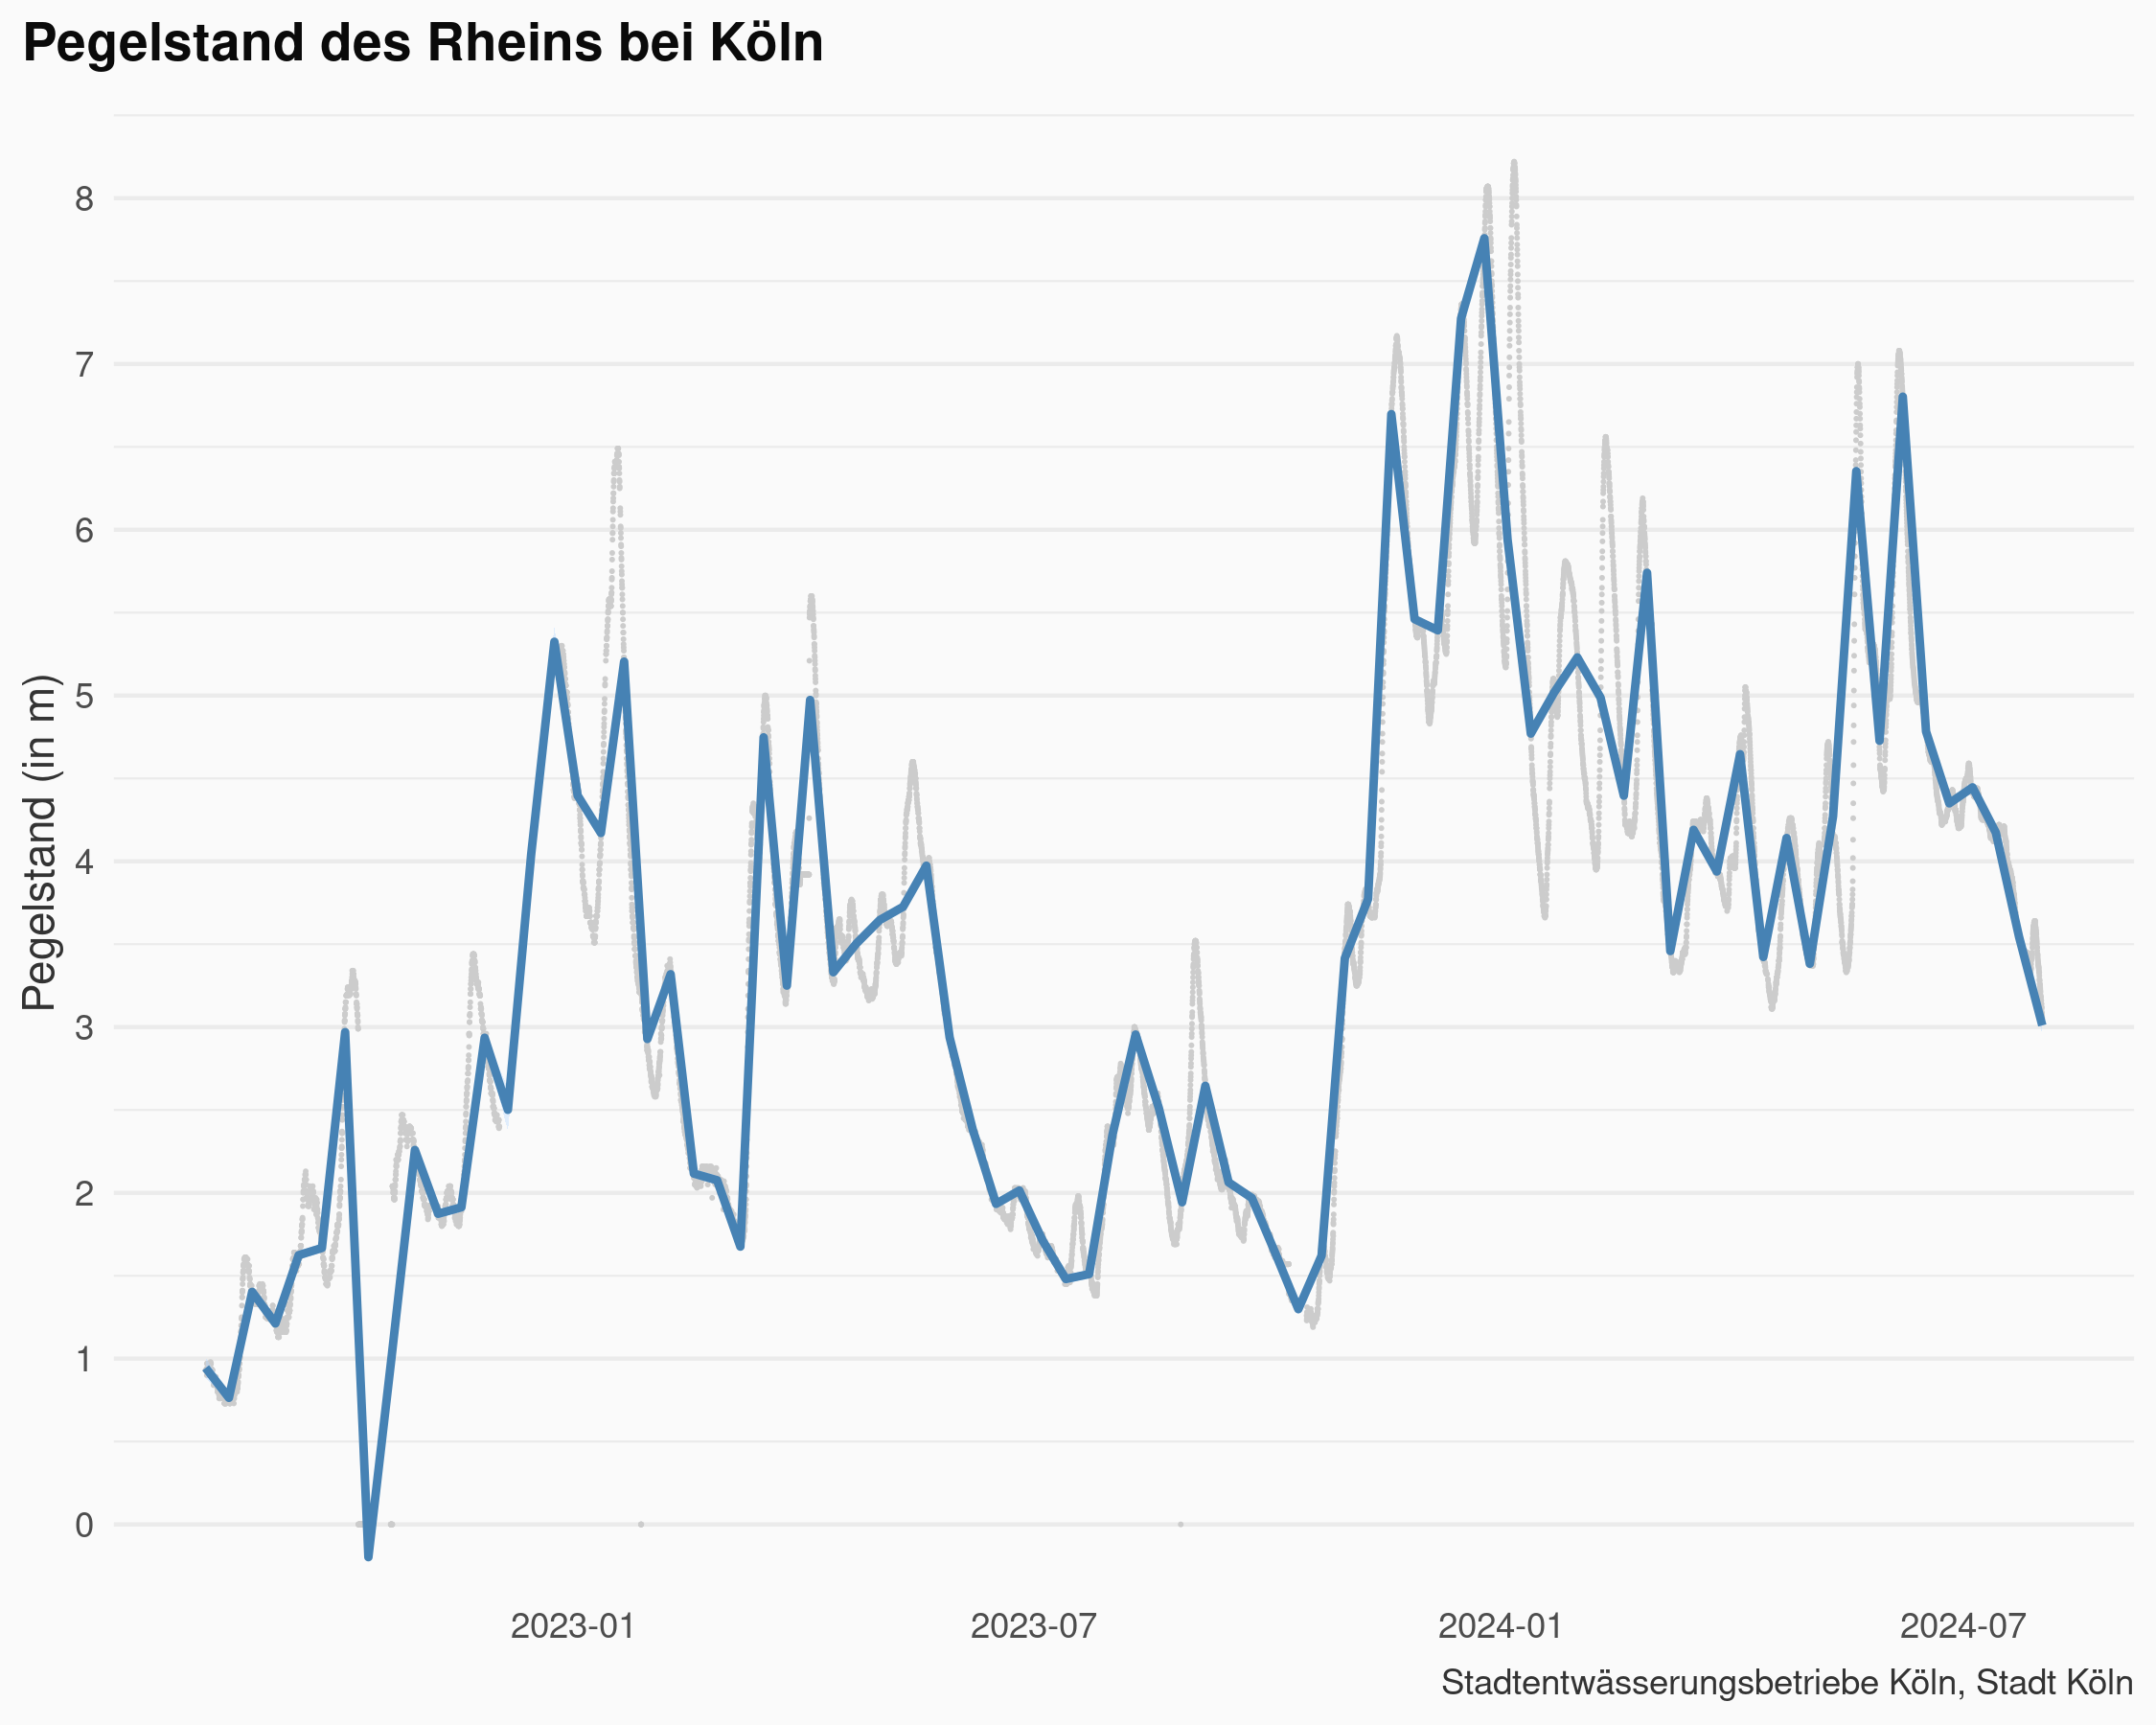 Pegelstand des Rheins bei Köln
Pegelstand (in m)
8
7
6
5
4
3
2
1
0
2023-01 2023-07 2024-01 2024-07
Stadtentwässerungsbetriebe Köln, Stadt Köln